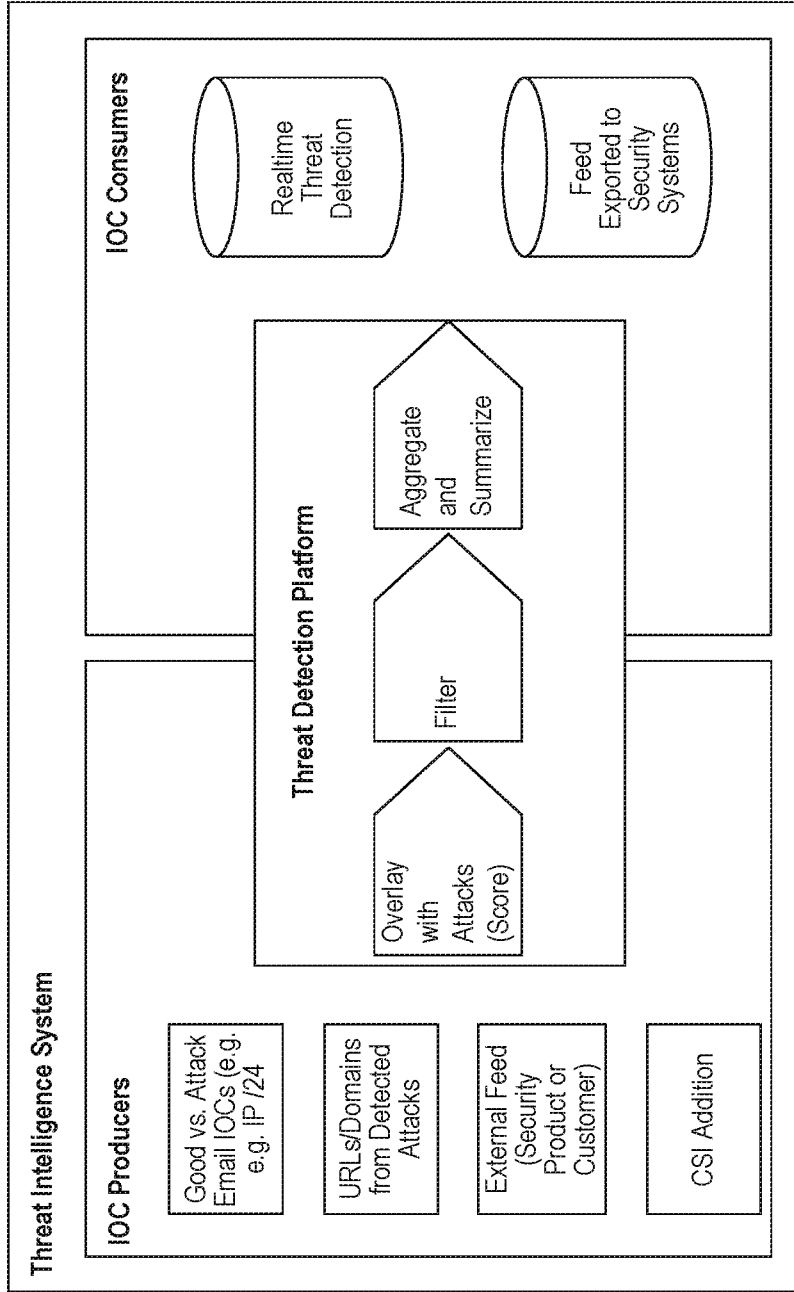 Threat Intelligence System
IOC Producers
Good vs. Attack
Email IOCs (e.g.
e.g. IP /24
URLs/Domains
from Detected
Attacks
External Feed
(Security
Product or
Customer)
CSI Addition
Threat Detection Platform
Overlay
with
Attacks
(Score)
Filter
Aggregate
and
Summarize
IOC Consumers
Realtime
Threat
Detection
Feed
Exported to
Security
Systems